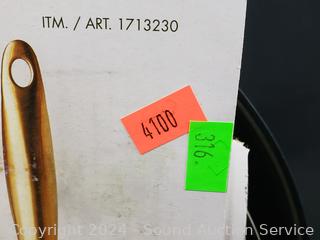 ITM. / ART. 1713230
4100
316.
Copyright 2024 - Sound Auction Service